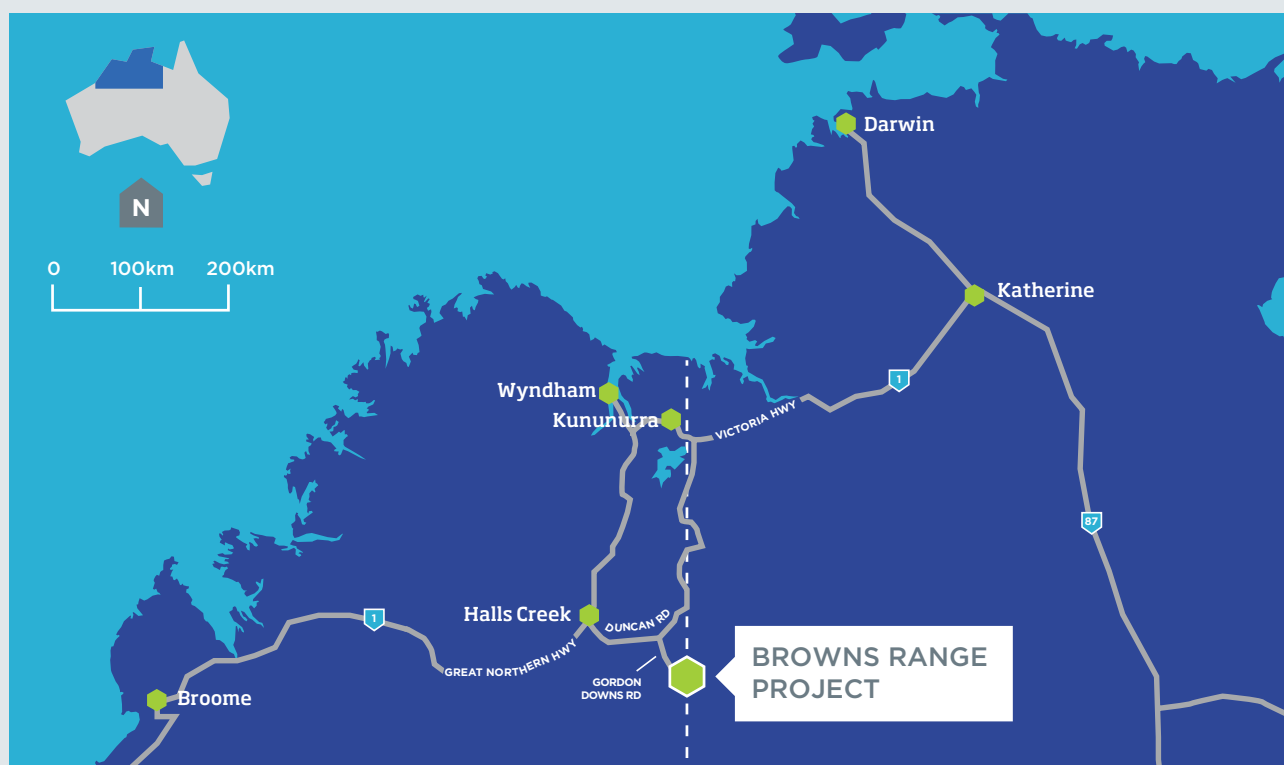 N
0 100km 200km
Darwin
Katherine
Wyndham
Kununurra
1
VICTORIA HWY
87
Halls Creek
DUNCAN RD
1
GREAT NORTHERN HWY
GORDON
DOWNS RD
BROWNS RANGE
PROJECT
Broome